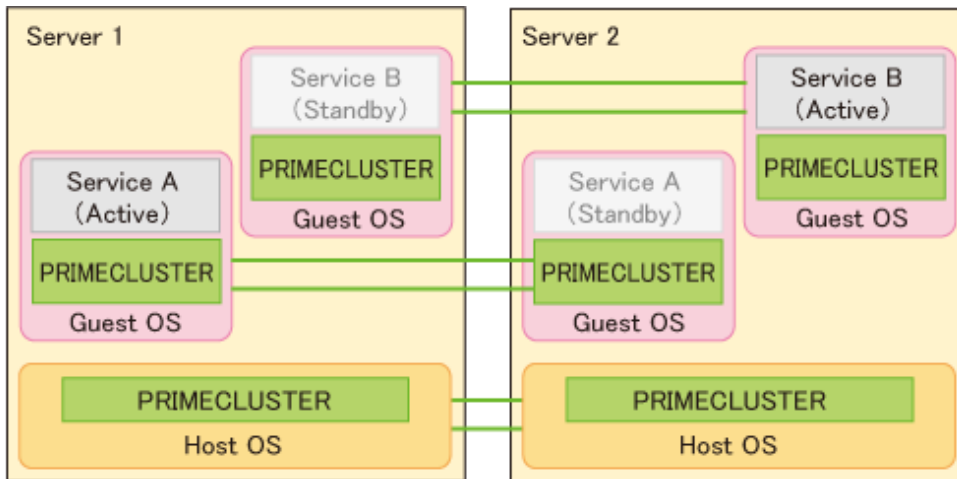 Server 1
Service B
(Standby)
PRIMECLUSTER
Guest OS
Service A
(Active)
PRIMECLUSTER
Guest OS
PRIMECLUSTER
Host OS
Server 2
Service B
(Active)
PRIMECLUSTER
Guest OS
Service A
(Standby)
PRIMECLUSTER
Guest OS
PRIMECLUSTER
Host OS